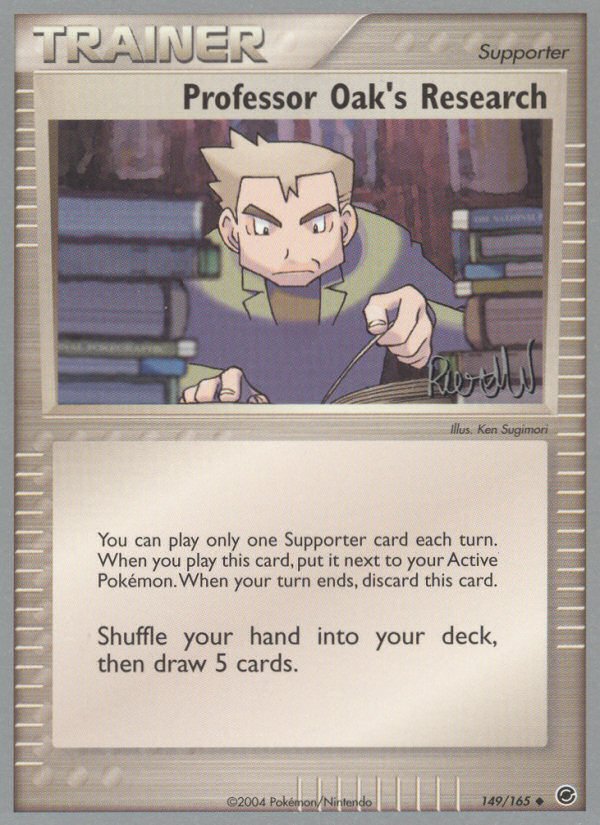 TRAINER
Supporter
Professor Oak's Research
Illus. Ken Sugimori
You can play only one Supporter card each turn.
When you play this card, put it next to your Active
Pokémon. When your turn ends, discard this card.
Shuffle your hand into your deck,
then draw 5 cards.
©2004 Pokémon/Nintendo
149/165